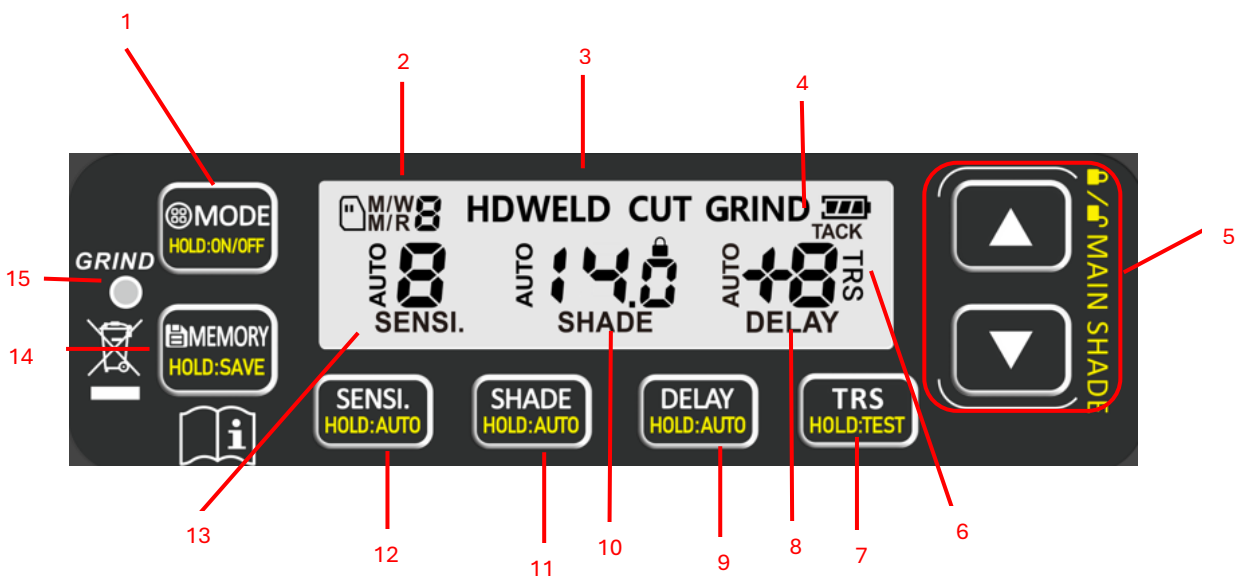 1
2
3
4
MODE
HOLD:ON/OFF
M/W
M/R
8
HDWELD CUT GRIND
TACK
GRIND
AUTO
8
SENSI.
AUTO
14.0
SHADE
AUTO
+8
TRS
DELAY
MAIN SHADE
5
15
MEMORY
HOLD:SAVE
14
i
SENSI.
HOLD:AUTO
SHADE
HOLD:AUTO
DELAY
HOLD:AUTO
TRS
HOLD:TEST
13
12
11
10
9
8
7
6